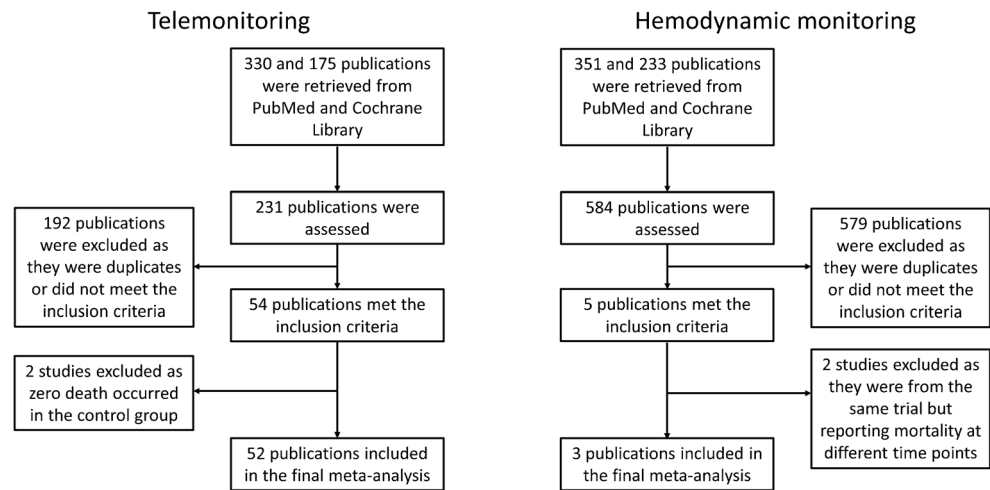 Telemonitoring
330 and 175 publications
were retrieved from
PubMed and Cochrane
Library
231 publications were
assessed
192 publications
were excluded as
they were duplicates
or did not meet the
inclusion criteria
54 publications met the
inclusion criteria
2 studies excluded as
zero death occurred
in the control group
52 publications included
in the final meta-analysis
Hemodynamic monitoring
351 and 233 publications
were retrieved from
PubMed and Cochrane
Library
584 publications were
assessed
579 publications
were excluded as
they were duplicates
or did not meet the
inclusion criteria
5 publications met the
inclusion criteria
2 studies excluded as
they were from the
same trial but
reporting mortality at
different time points
3 publications included in
the final meta-analysis